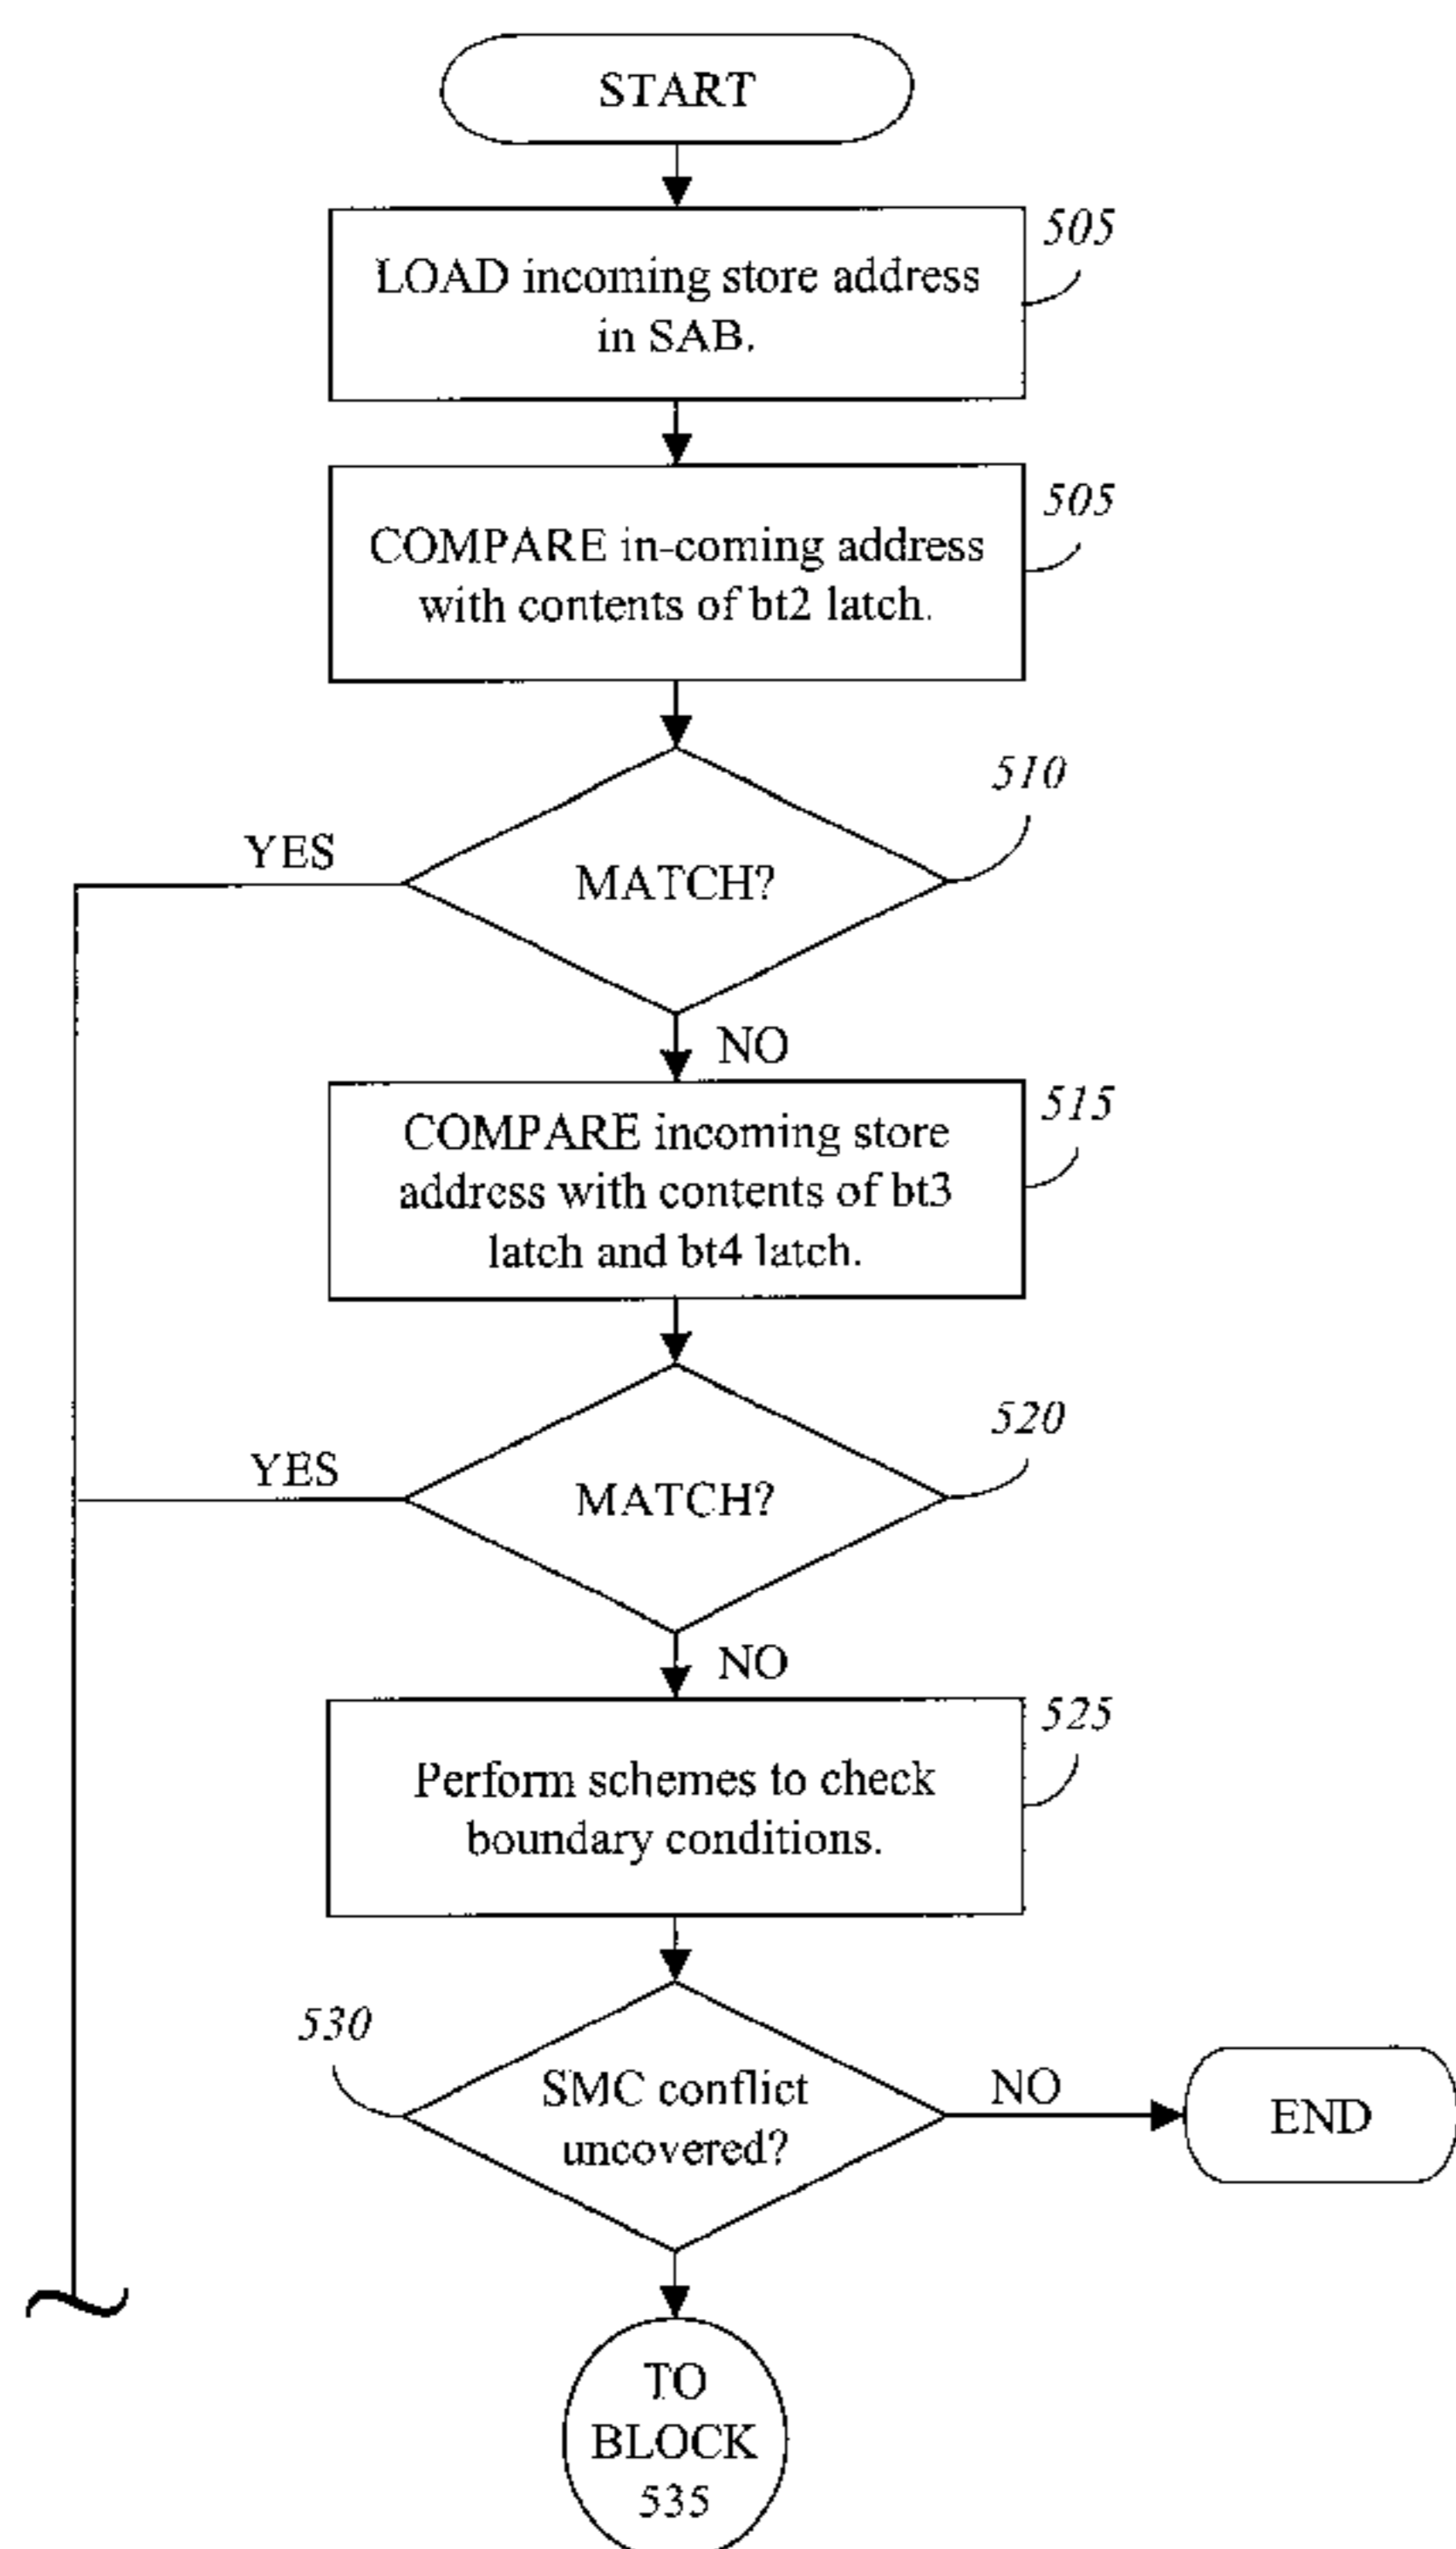 START
505
LOAD incoming store address
in SAB.
505
COMPARE in-coming address
with contents of bt2 latch.
510
YES
MATCH?
NO
515
COMPARE incoming store
address with contents of bt3
latch and bt4 latch.
520
YES
MATCH?
NO
525
Perform schemes to check
boundary conditions.
530
SMC conflict
uncovered?
NO
END
TO
BLOCK
535